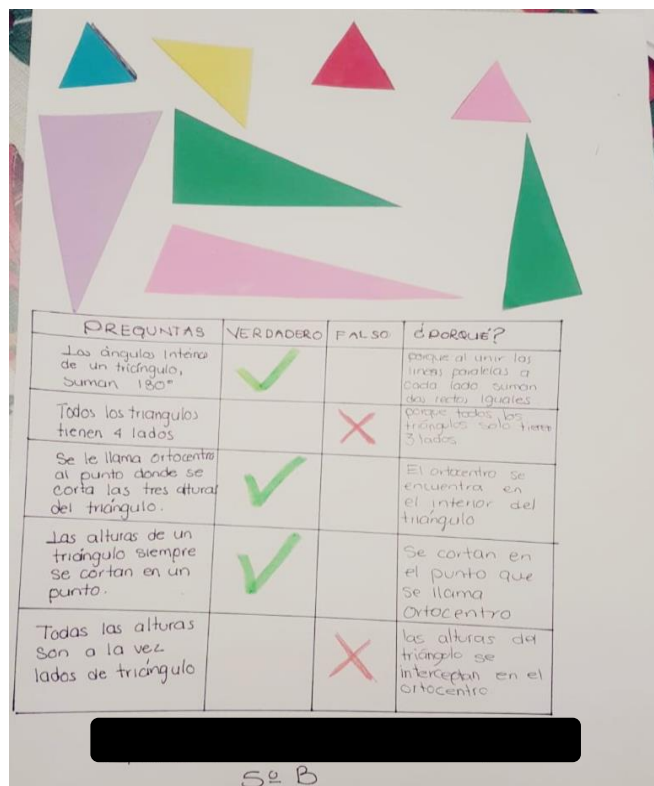 PREGUNTAS VERDADERO FALSO ¿PORQUÉ?
Los ángulos Interno
de un triángulo,
suman 180°
porque al unir las
lineas paralelas a
cada lado suman
dos rectos Iguales
Todos los triangulos
tienen 4 lados
porque todos los
triángulos solo tienen
3 lados
Se le llama ortocentro
al punto donde se
corta las tres alturas
del triángulo.
El ortocentro se
encuentra en
el interior del
triángulo
Las alturas de un
triángulo siempre
se cortan en un
punto.
Se cortan en
el punto que
se llama
Ortocentro
Todas las alturas
son a la vez
lados de triángulo
las alturas del
triángolo se
interceptan en el
ortocentro
5º B